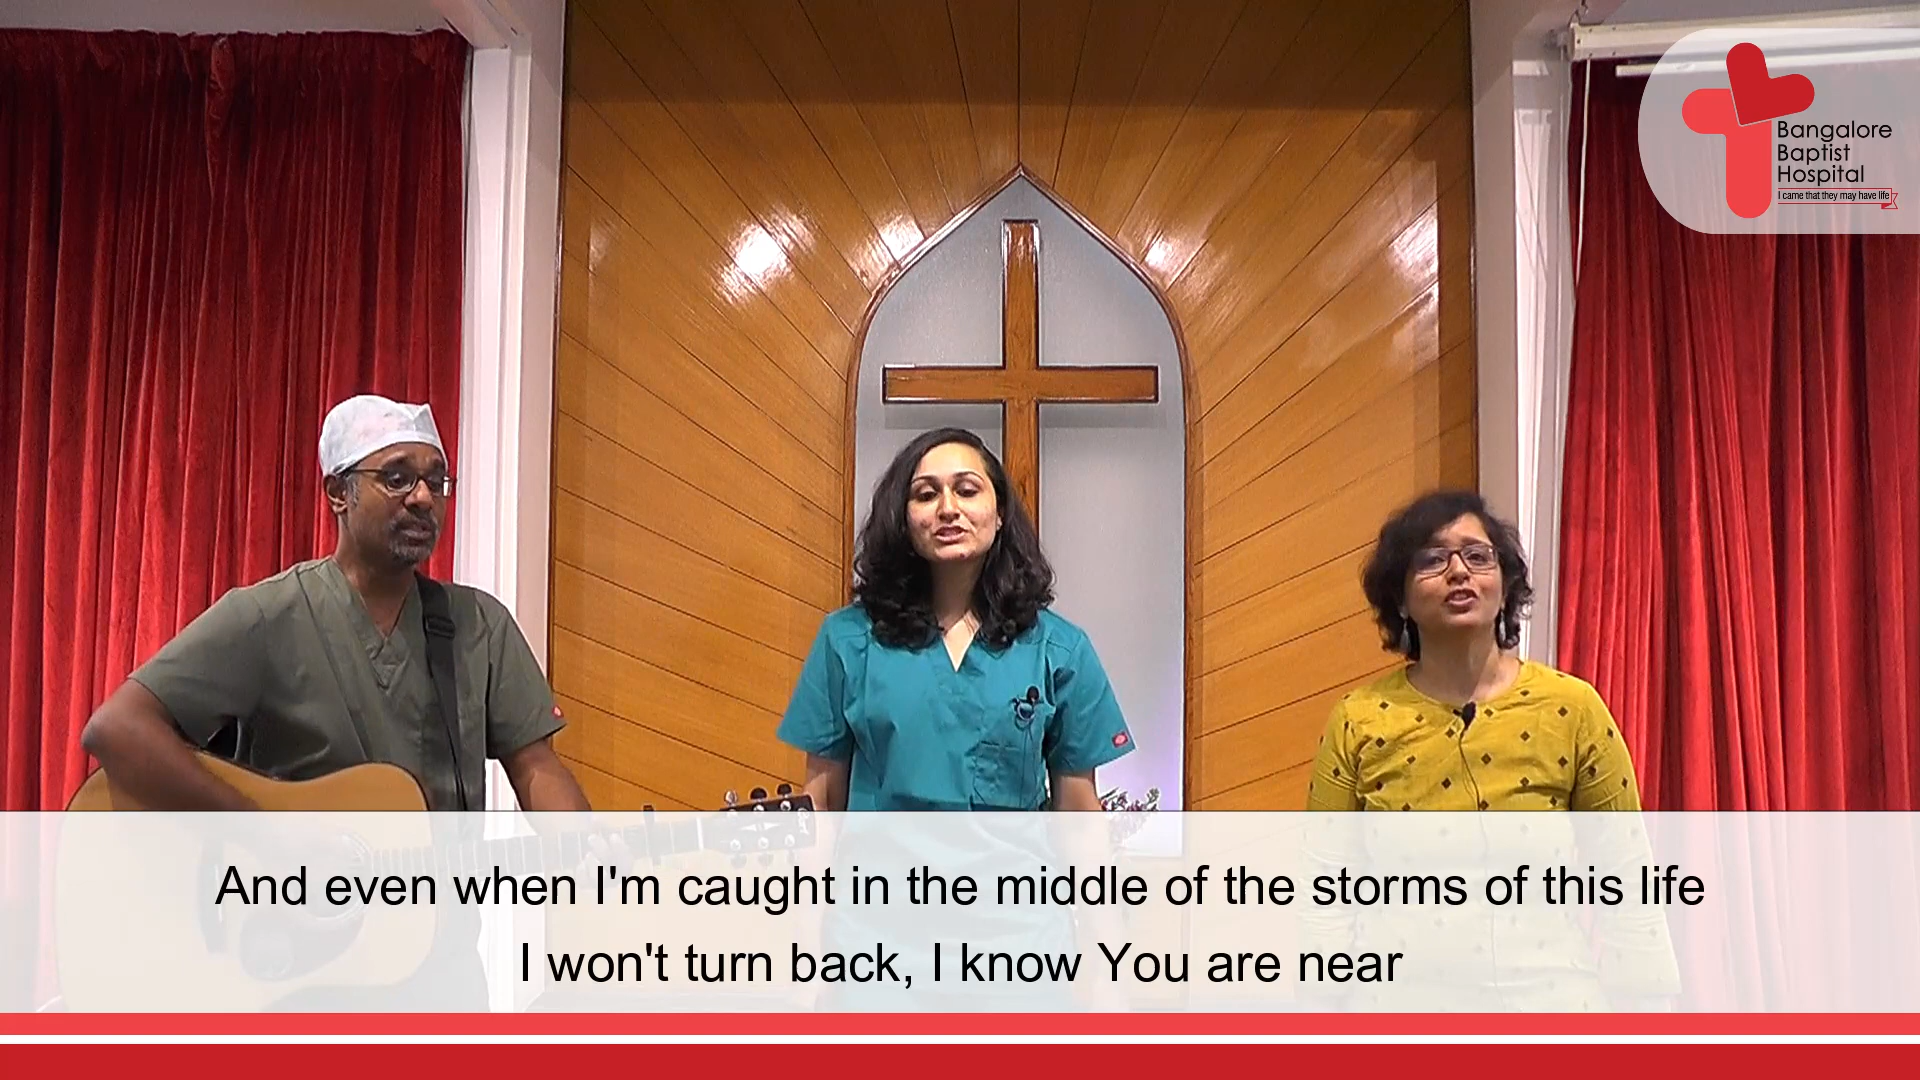 Bangalore
Baptist
Hospital
I came that they may have life
And even when I'm caught in the middle of the storms of this life
I won't turn back, I know You are near